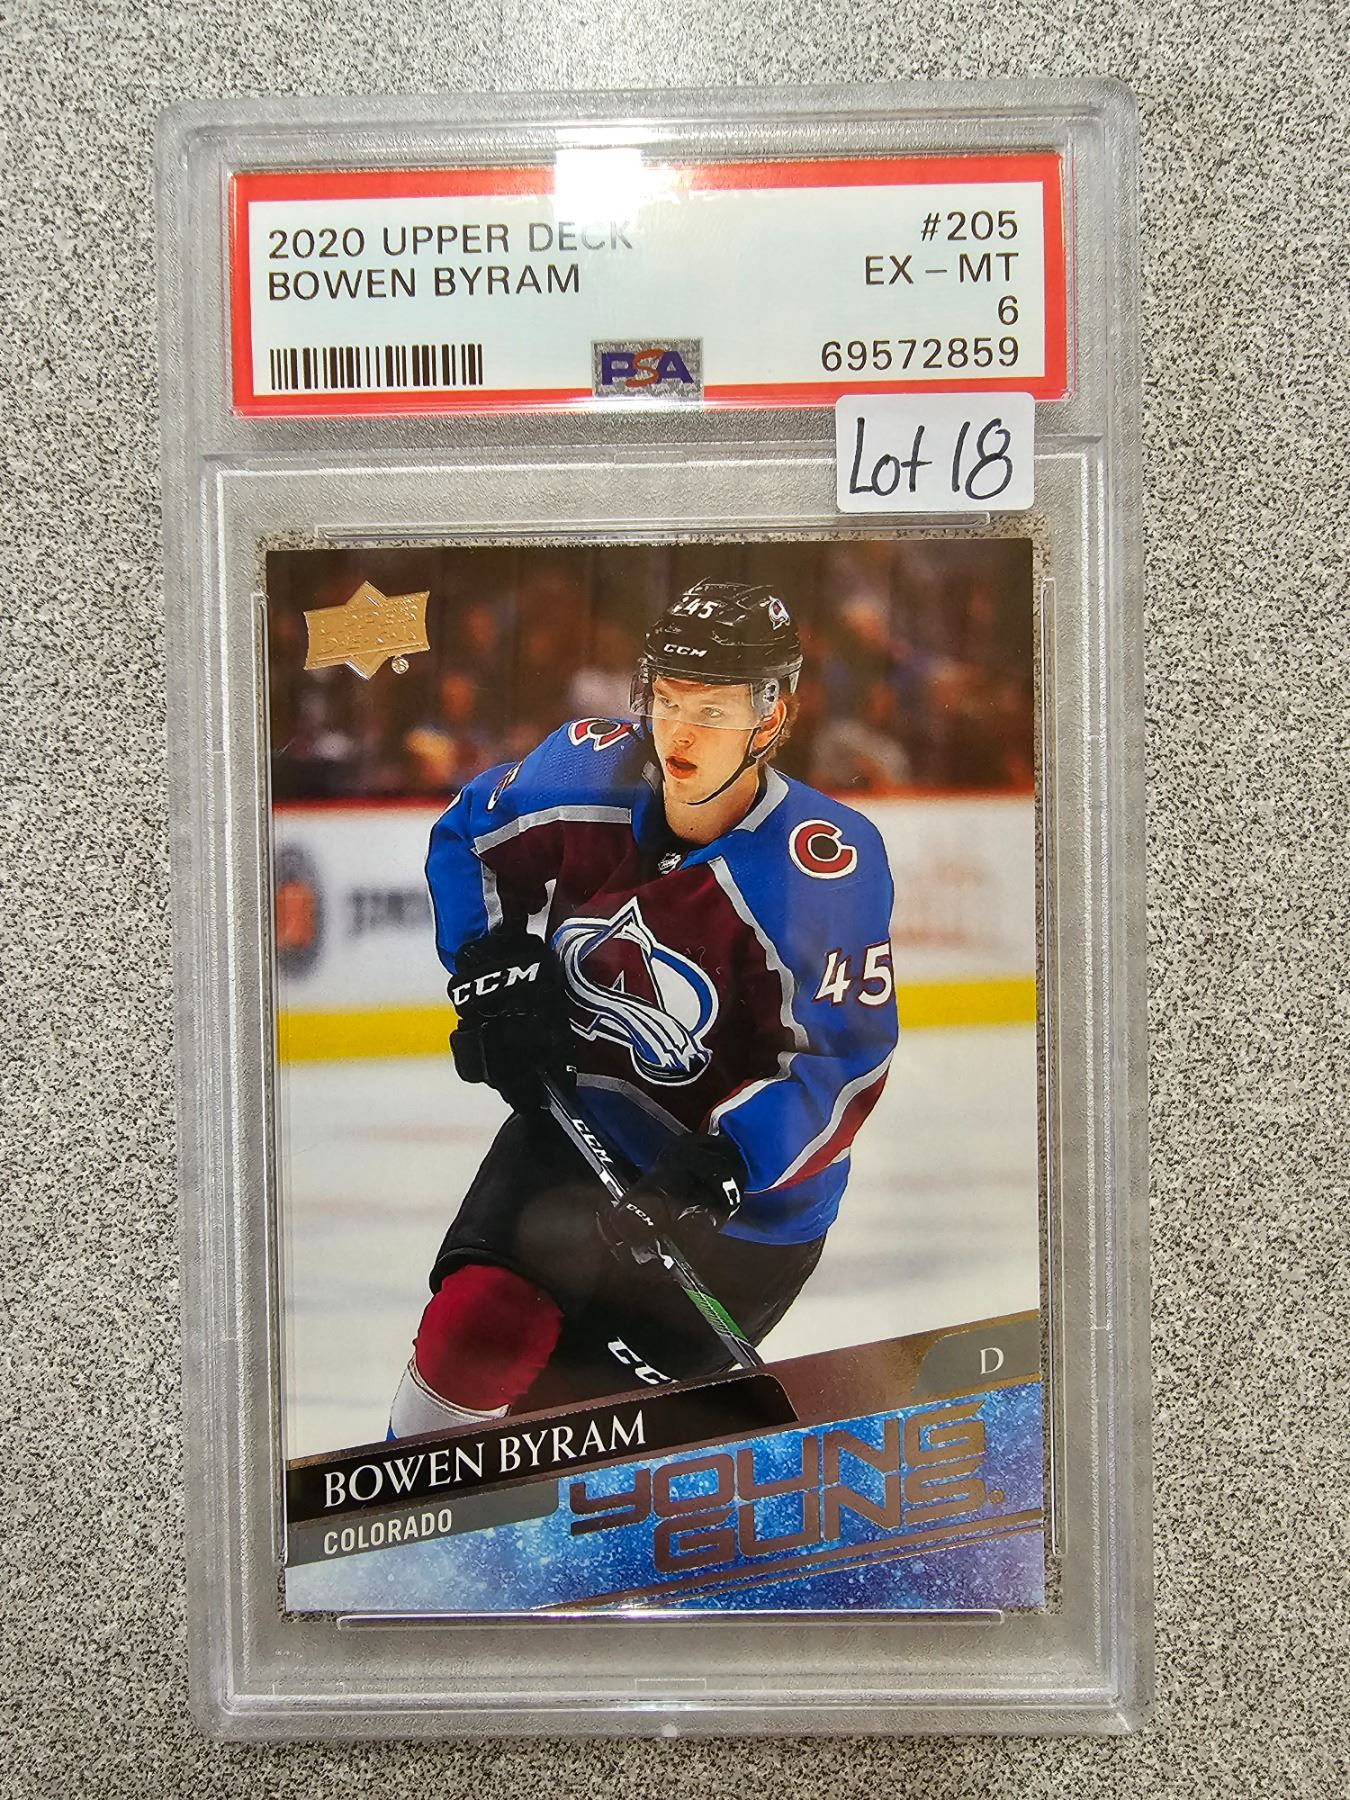 2020 UPPER DECK #205
BOWEN BYRAM EX - MT
6
69572859
PSA
Lot 18
UPPER
DECK
45
CCM
C
C
45
CCM
A
CCM
C
CCM
CC
D
BOWEN BYRAM
YOUNG
GUNS.
COLORADO